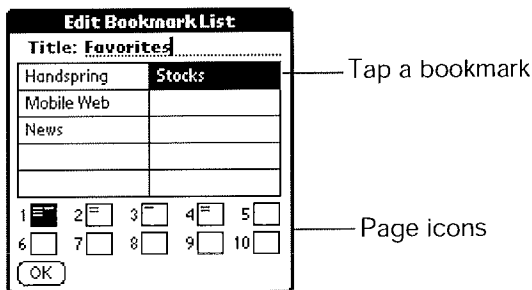 Edit Bookmark List
Title: Favorites
Handspring Stocks
Tap a bookmark
Mobile Web
News
1 2 3 4 5
Page icons
6 7 8 9 10
OK